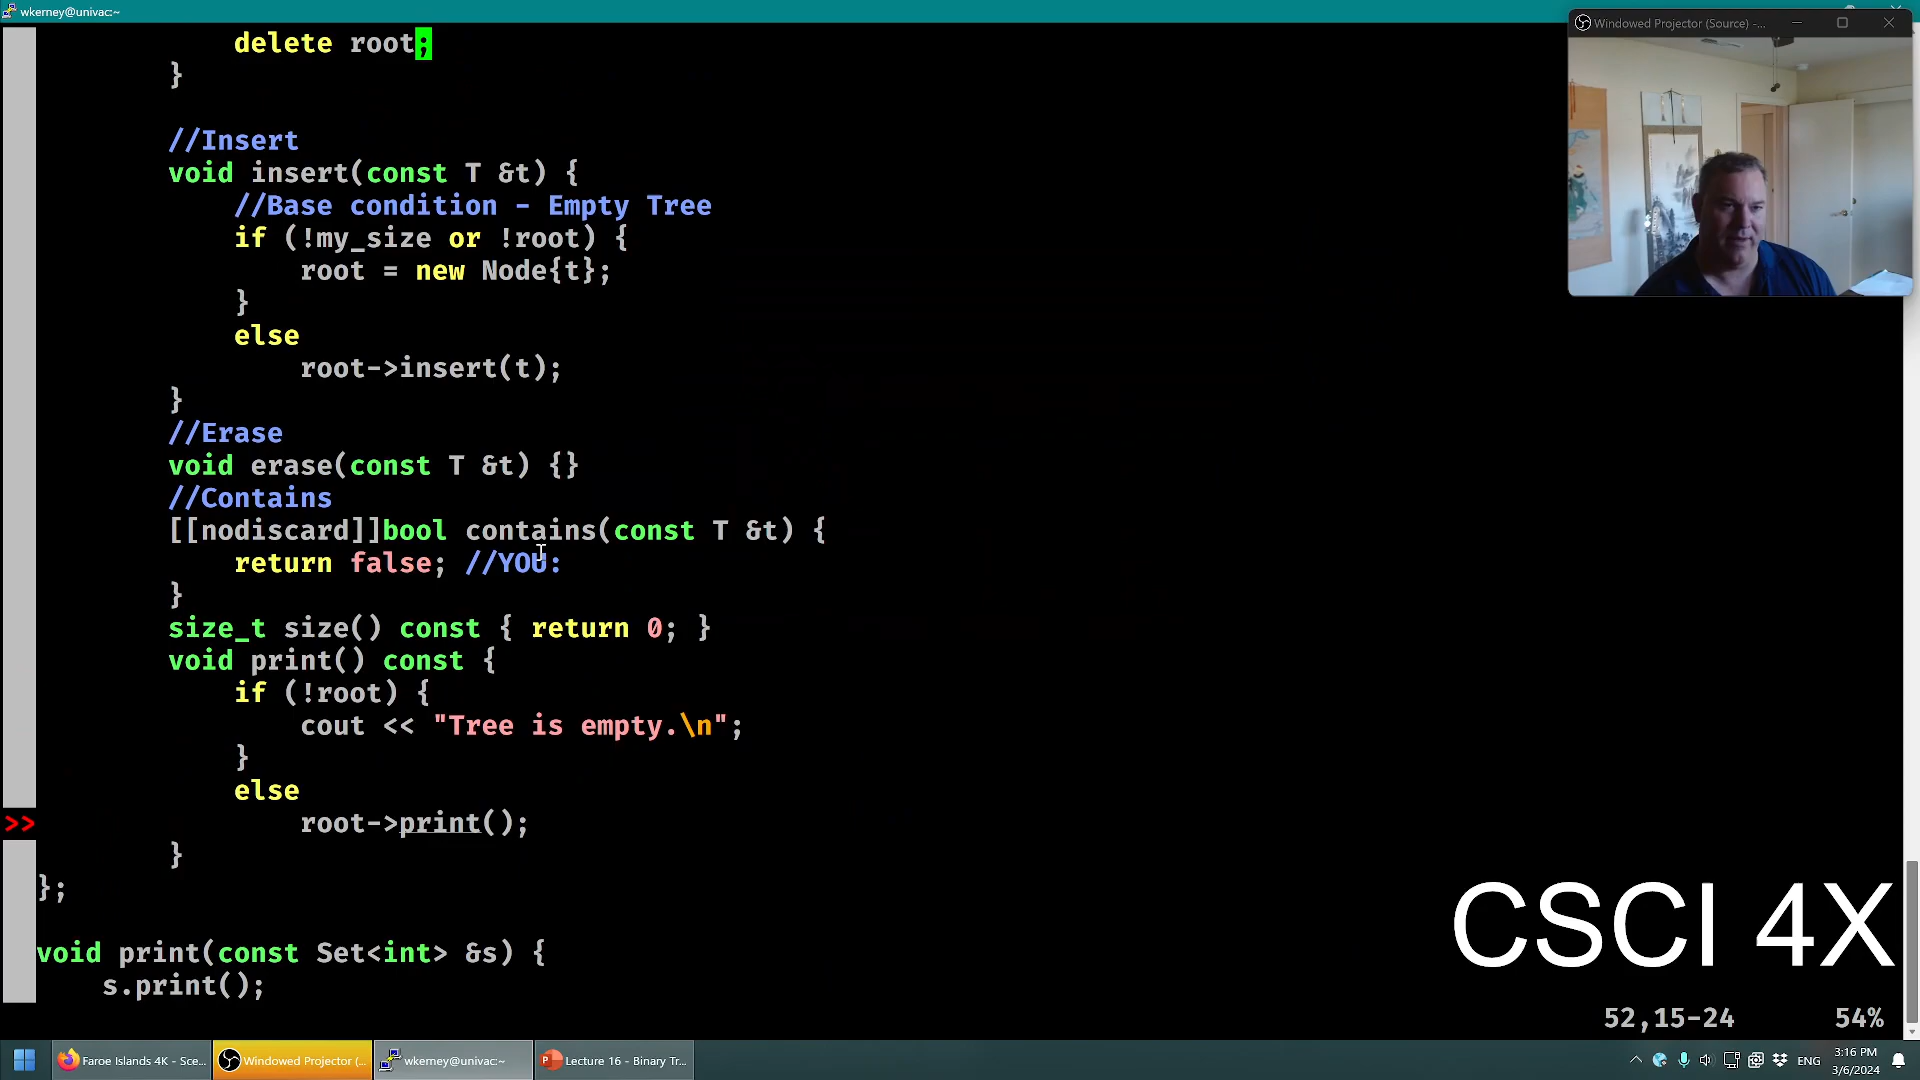 wkerney@univac:~
Windowed Projector (Source) -...
delete root;
}
//Insert
void insert(const T &t) {
//Base condition - Empty Tree
if (!my_size or !root) {
root = new Node{t};
}
else
root->insert(t);
}
//Erase
void erase(const T &t) {}
//Contains
[[nodiscard]]bool contains(const T &t) {
return false; //YOU:
}
size_t size() const { return 0; }
void print() const {
if (!root) {
cout << "Tree is empty.\n";
}
else
>> root->print();
}
};
void print(const Set<int> &s) {
s.print();
CSCI 4X
52,15-24 54%
Faroe Islands 4K - Sce...
Windowed Projector (...
wkerney@univac:~
Lecture 16 - Binary Tr...
ENG
3:16 PM
3/6/2024